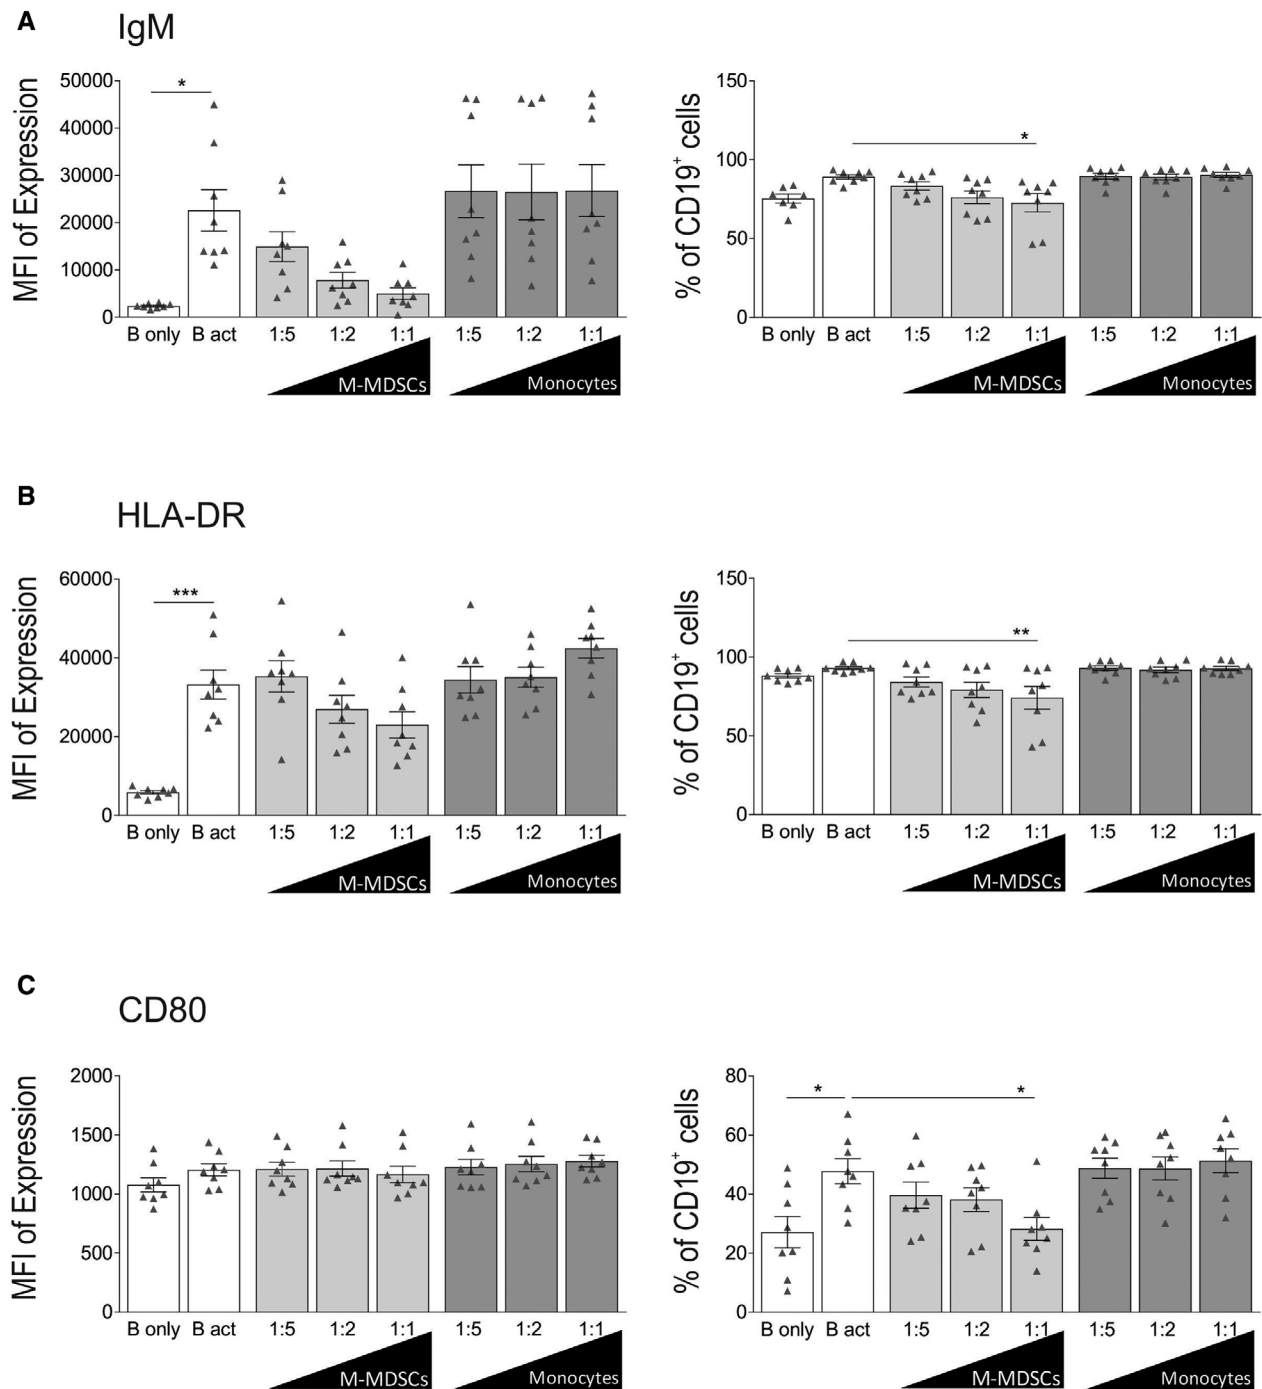 A
IgM
MFI of Expression
50000
40000
30000
20000
10000
0
*
B only B act 1:5 1:2 1:1 1:5 1:2 1:1
M-MDSCs Monocytes
% of CD19+ cells
150
100
50
0
*
1:5 1:2 1:1 1:5 1:2 1:1
B only B act
M-MDSCs Monocytes
B
HLA-DR
MFI of Expression
60000
40000
20000
0
***
B only B act 1:5 1:2 1:1 1:5 1:2 1:1
M-MDSCs Monocytes
% of CD19+ cells
150
100
50
0
**
B only B act 1:5 1:2 1:1 1:5 1:2 1:1
M-MDSCs Monocytes
C
CD80
MFI of Expression
2000
1500
1000
500
0
B only B act 1:5 1:2 1:1 1:5 1:2 1:1
M-MDSCs Monocytes
% of CD19+ cells
80
60
40
20
0
* *
B only B act 1:5 1:2 1:1 1:5 1:2 1:1
M-MDSCs Monocytes